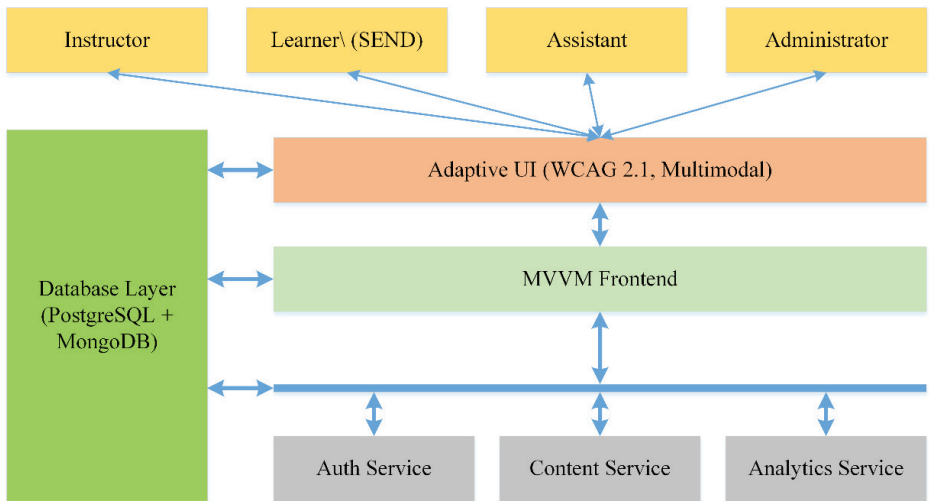 Instructor
Learner\ (SEND)
Assistant
Administrator
Adaptive UI (WCAG 2.1, Multimodal)
MVVM Frontend
Database Layer
(PostgreSQL +
MongoDB)
Auth Service
Content Service
Analytics Service